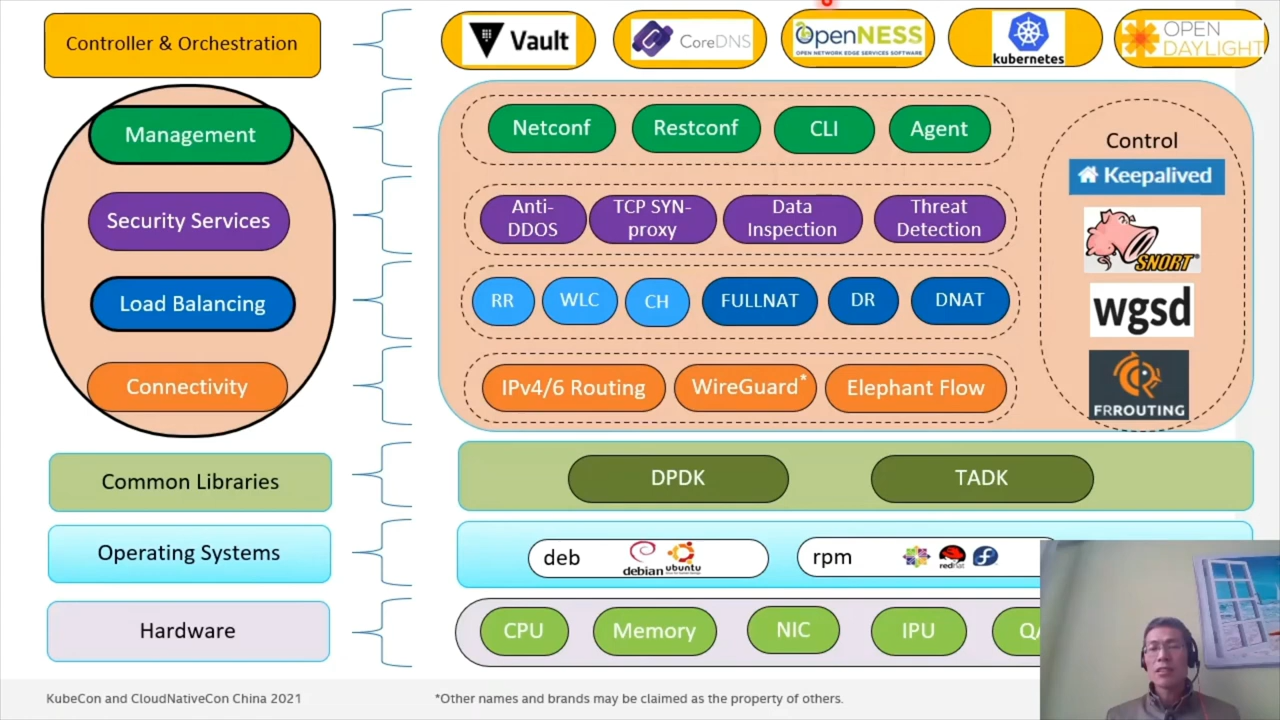 Controller & Orchestration
Vault
CoreDNS
OpenNESS
OPEN NETWORK EDGE SERVICES SOFTWARE
kubernetes
OPEN
DAYLIGHT
Management
Netconf
Restconf
CLI
Agent
Control
Keepalived
Security Services
Anti-
DDOS
TCP SYN-
proxy
Data
Inspection
Threat
Detection
SNORT®
Load Balancing
RR
WLC
CH
FULLNAT
DR
DNAT
wgsd
Connectivity
IPv4/6 Routing
WireGuard*
Elephant Flow
FRROUTING
Common Libraries
DPDK
TADK
Operating Systems
deb
debian
ubuntu
rpm
redhat
Hardware
CPU
Memory
NIC
IPU
KubeCon and CloudNativeCon China 2021
*Other names and brands may be claimed as the property of others.